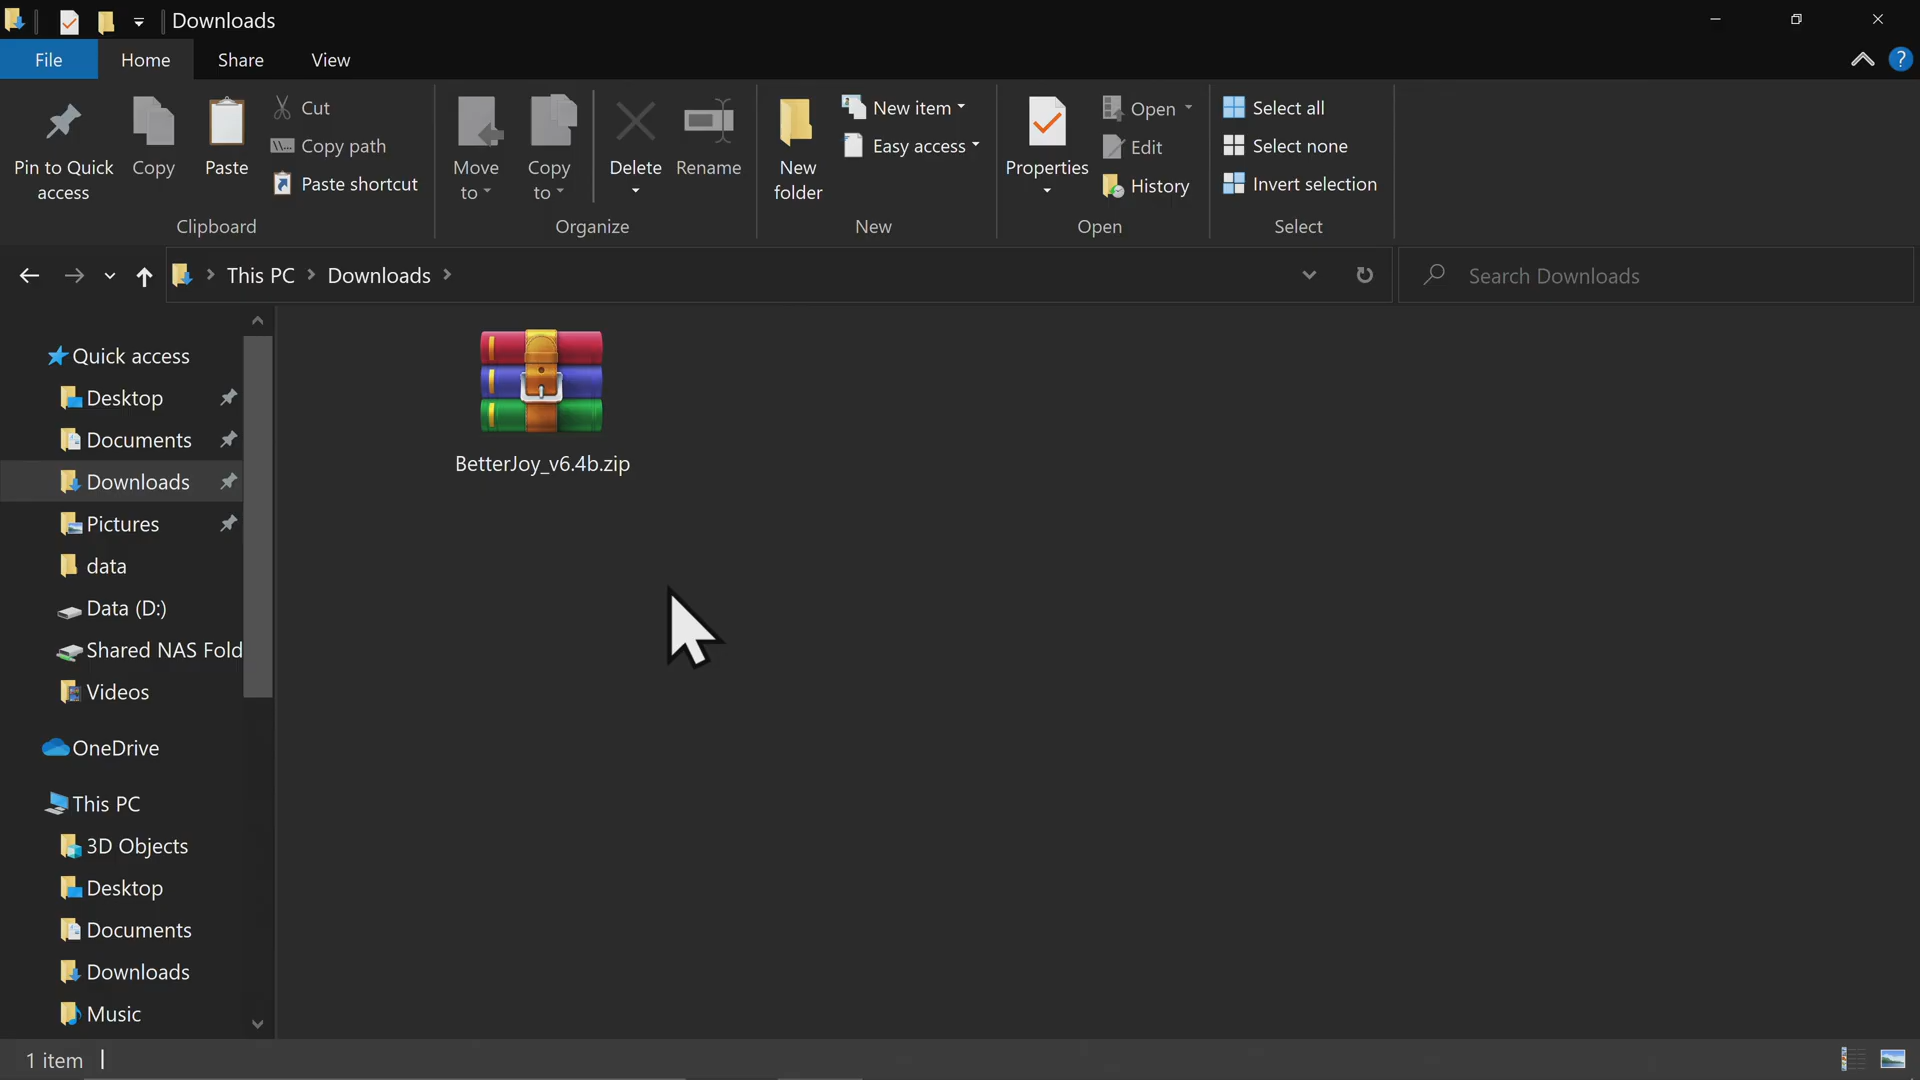 Downloads
File
Home
Share
View
?
Pin to Quick
access
Copy
Paste
Cut
Copy path
Paste shortcut
Clipboard
Move
to
Copy
to
Delete
Rename
Organize
New
folder
New item
Easy access
New
Properties
Open
Edit
History
Open
Select all
Select none
Invert selection
Select
This PC
Downloads
Search Downloads
Quick access
Desktop
Documents
Downloads
Pictures
data
Data (D:)
Shared NAS Fold
Videos
OneDrive
This PC
3D Objects
Desktop
Documents
Downloads
Music
BetterJoy_v6.4b.zip
1 item